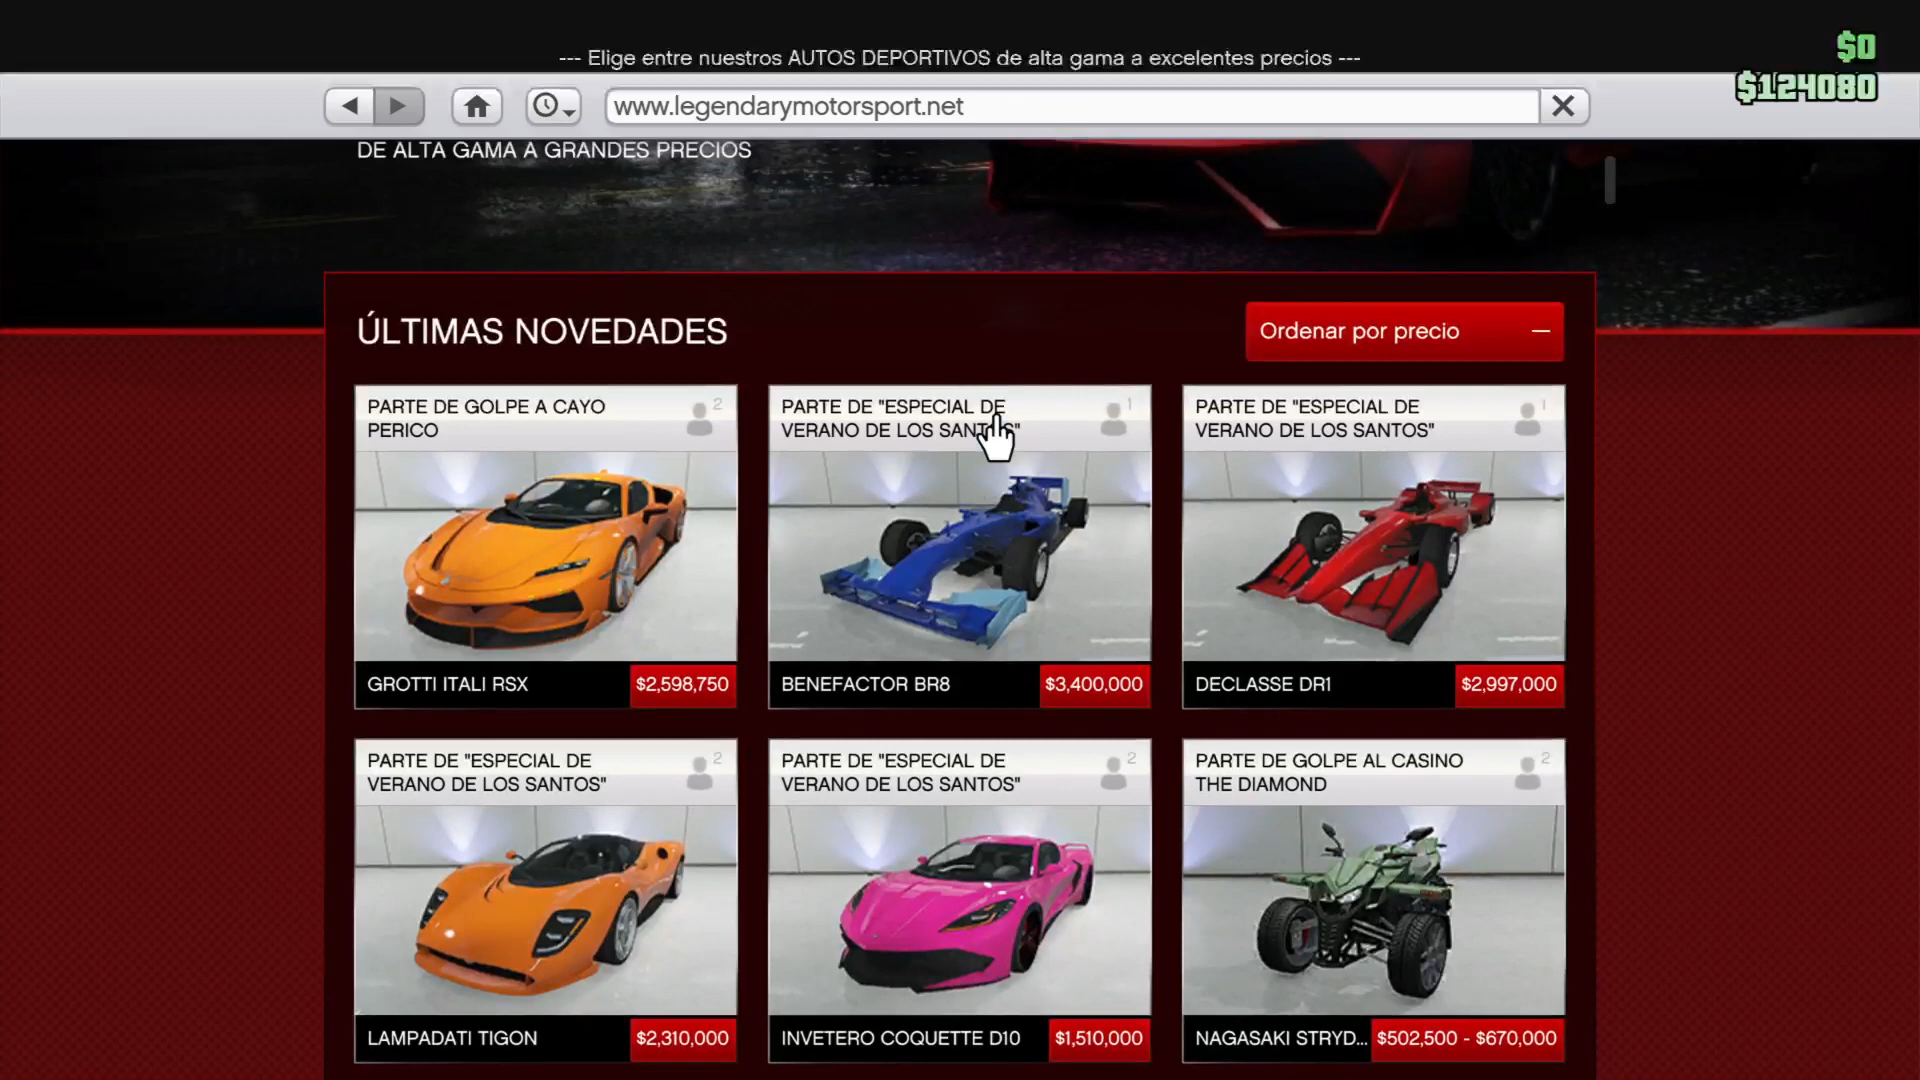 --- Elige entre nuestros AUTOS DEPORTIVOS de alta gama a excelentes precios ---
$0
$124080
www.legendarymotorsport.net
DE ALTA GAMA A GRANDES PRECIOS
ÚLTIMAS NOVEDADES
Ordenar por precio
PARTE DE GOLPE A CAYO
PERICO
2
PARTE DE "ESPECIAL DE
VERANO DE LOS SANTOS"
1
PARTE DE "ESPECIAL DE
VERANO DE LOS SANTOS"
1
GROTTI ITALI RSX
$2,598,750
BENEFACTOR BR8
$3,400,000
DECLASSE DR1
$2,997,000
PARTE DE "ESPECIAL DE
VERANO DE LOS SANTOS"
2
PARTE DE "ESPECIAL DE
VERANO DE LOS SANTOS"
2
PARTE DE GOLPE AL CASINO
THE DIAMOND
2
LAMPADATI TIGON
$2,310,000
INVETERO COQUETTE D10
$1,510,000
NAGASAKI STRYD...
$502,500 - $670,000